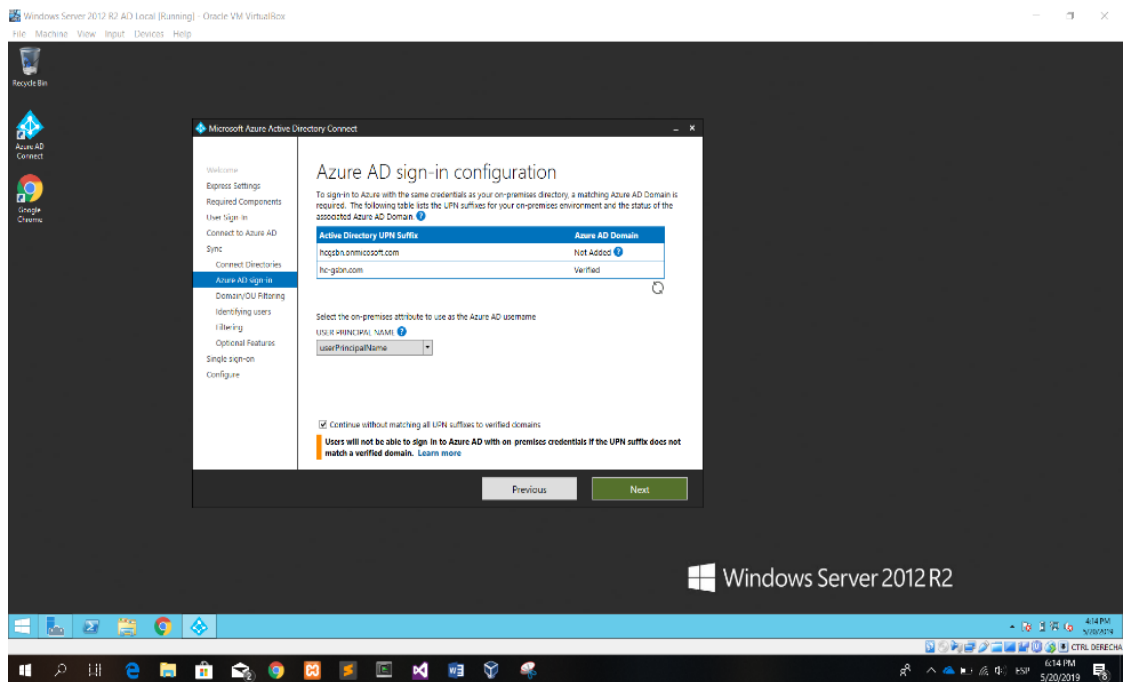 Windows Server 2012 R2 AD Local [Running] - Oracle VM VirtualBox
File Machine View Input Devices Help
Recycle Bin
Azure AD
Connect
Google
Chrome
Microsoft Azure Active Directory Connect
Welcome
Express Settings
Required Components
User Sign-In
Connect to Azure AD
Sync
Connect Directories
Azure AD sign-in
Domain/OU Filtering
Identifying users
Filtering
Optional Features
Single sign-on
Configure
Azure AD sign-in configuration
To sign-in to Azure with the same credentials as your on-premises directory, a matching Azure AD Domain is
required. The following table lists the UPN suffixes for your on-premises environment and the status of the
associated Azure AD Domain. ?
Active Directory UPN Suffix Azure AD Domain
hcgsbn.onmicosoft.com Not Added ?
hc-gsbn.com Verified
Select the on-premises attribute to use as the Azure AD username
USER PRINCIPAL NAME ?
userPrincipalName
Continue without matching all UPN suffixes to verified domains
Users will not be able to sign in to Azure AD with on-premises credentials if the UPN suffix does not
match a verified domain. Learn more
Previous
Next
Windows Server 2012 R2
4:14 PM
5/20/2019
CTRL DERECHA
ESP
6:14 PM
5/20/2019